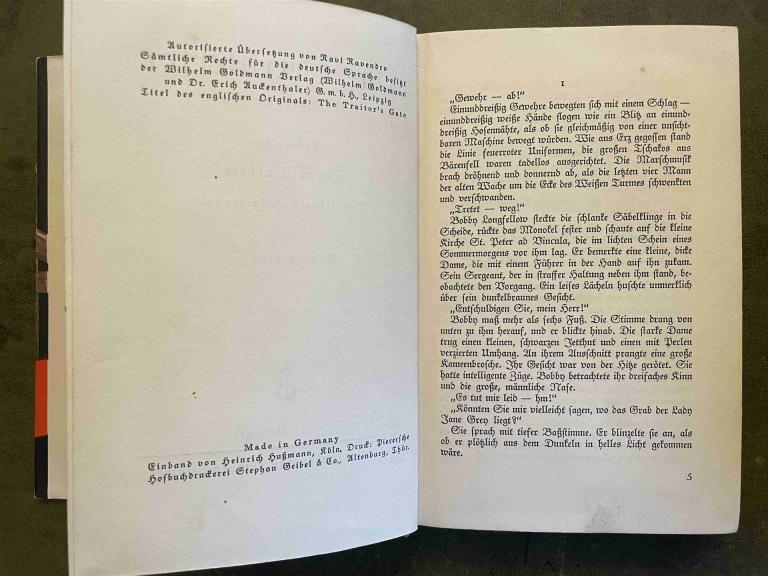 Autorisierte Übersetzung von Ravi Ravendro
Sämtliche Rechte für die deutsche Sprache besitzt
der Wilhelm Goldmann Verlag (Wilhelm Goldmann
und Dr. Erich Auckenthaler) G. m. b. H., Leipzig
Titel des englischen Originals: The Traitor's Gate
Made in Germany
Einband von Heinrich Hußmann, Köln. Druck: Pierersche
Hofbuchdruckerei Stephan Geibel & Co., Altenburg, Thür.
1
„Gewehr — ab!“
Einunddreißig Gewehre bewegten sich mit einem Schlag —
einunddreißig weiße Hände flogen wie ein Blitz an einund-
dreißig Hosennähte, als ob sie gleichmäßig von einer unsicht-
baren Maschine bewegt würden. Wie aus Erz gegossen stand
die Linie feuerroter Uniformen, die großen Tschakos aus
Bärenfell waren tadellos ausgerichtet. Die Marschmusik
brach dröhnend und donnernd ab, als die letzten vier Mann
der alten Wache um die Ecke des Weißen Turmes schwenkten
und verschwanden.
„Tretet — weg!“
Bobby Longfellow steckte die schlanke Säbelklinge in die
Scheide, rückte das Monokel fester und schaute auf die kleine
Kirche St. Peter ad Vincula, die im lichten Schein eines
Sommermorgens vor ihm lag. Er bemerkte eine kleine, dicke
Dame, die mit einem Führer in der Hand auf ihn zukam.
Sein Sergeant, der in straffer Haltung neben ihm stand, be-
obachtete den Vorgang. Ein leises Lächeln huschte unmerklich
über sein dunkelbraunes Gesicht.
„Entschuldigen Sie, mein Herr!“
Bobby maß mehr als sechs Fuß. Die Stimme drang von
unten zu ihm herauf, und er blickte hinab. Die starke Dame
trug einen kleinen, schwarzen Jetthut und einen mit Perlen
verzierten Umhang. An ihrem Ausschnitt prangte eine große
Kameenbrosche. Ihr Gesicht war von der Hitze gerötet. Sie
hatte intelligente Züge. Bobby betrachtete ihr dreifaches Kinn
und die große, männliche Nase.
„Es tut mir leid — hm!“
„Könnten Sie mir vielleicht sagen, wo das Grab der Lady
Jane Grey liegt?“
Sie sprach mit tiefer Baßstimme. Er blinzelte sie an, als
ob er plötzlich aus dem Dunkeln in helles Licht gekommen
wäre.
5